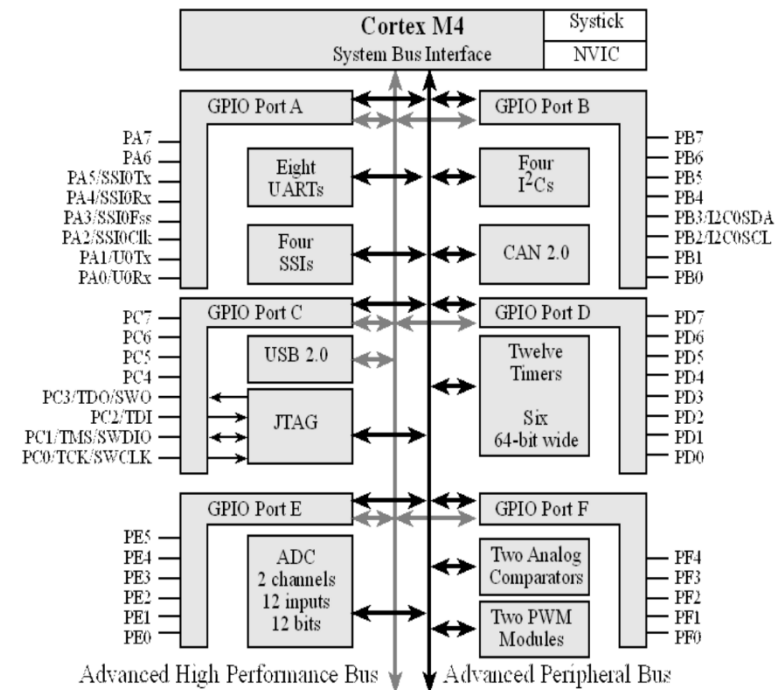 Cortex M4
System Bus Interface
Systick
NVIC
GPIO Port A
GPIO Port B
PA7
PA6
PA5/SSI0Tx
PA4/SSI0Rx
PA3/SSI0Fss
PA2/SSI0Clk
PA1/U0Tx
PA0/U0Rx
Eight
UARTs
Four
SSIs
Four
I²Cs
CAN 2.0
PB7
PB6
PB5
PB4
PB3/I2C0SDA
PB2/I2C0SCL
PB1
PB0
GPIO Port C
GPIO Port D
PC7
PC6
PC5
PC4
PC3/TDO/SWO
PC2/TDI
PC1/TMS/SWDIO
PC0/TCK/SWCLK
USB 2.0
JTAG
Twelve
Timers
Six
64-bit wide
PD7
PD6
PD5
PD4
PD3
PD2
PD1
PD0
GPIO Port E
GPIO Port F
PE5
PE4
PE3
PE2
PE1
PE0
ADC
2 channels
12 inputs
12 bits
Two Analog
Comparators
Two PWM
Modules
PF4
PF3
PF2
PF1
PF0
Advanced High Performance Bus
Advanced Peripheral Bus